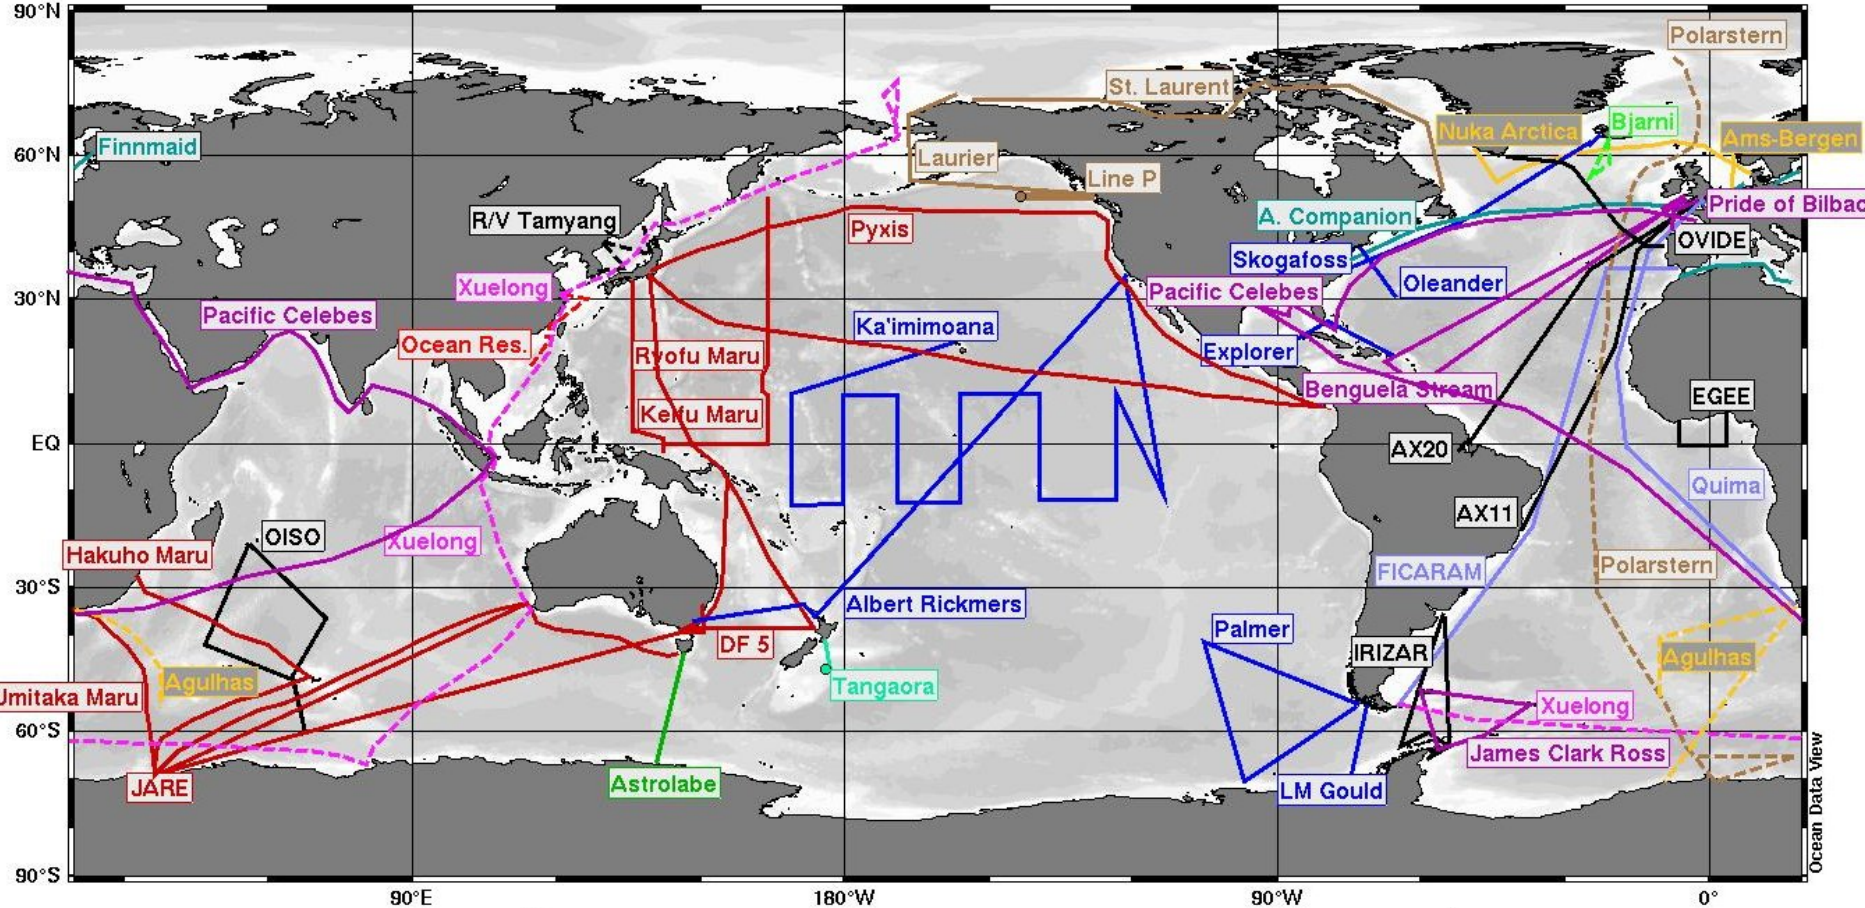 90°N
Polarstern
St. Laurent
Bjarni
Nuka Arctica
Ams-Bergen
Finnmaid
60°N
Laurier
Line P
Pride of Bilbao
R/V Tamyang
A. Companion
Pyxis
OVIDE
Skogafoss
Oleander
Xuelong
Pacific Celebes
30°N
Pacific Celebes
Ka'imimoana
Ocean Res.
Ryofu Maru
Explorer
Benguela Stream
EGEE
Keifu Maru
EQ
AX20
Quima
AX11
OISO
Xuelong
Hakuho Maru
FICARAM
Polarstern
30°S
Albert Rickmers
Palmer
DF 5
IRIZAR
Agulhas
Agulhas
Tangaora
Umitaka Maru
Xuelong
60°S
James Clark Ross
JARE
Astrolabe
LM Gould
Ocean Data View
90°S
90°E
180°W
90°W
0°